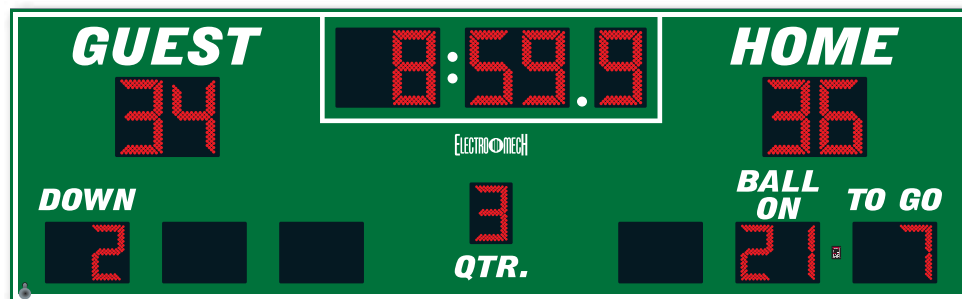 GUEST
8:59.9
HOME
34
36
ELECTRO MECH
DOWN
2
3
QTR.
BALL
ON
21
TO GO
7